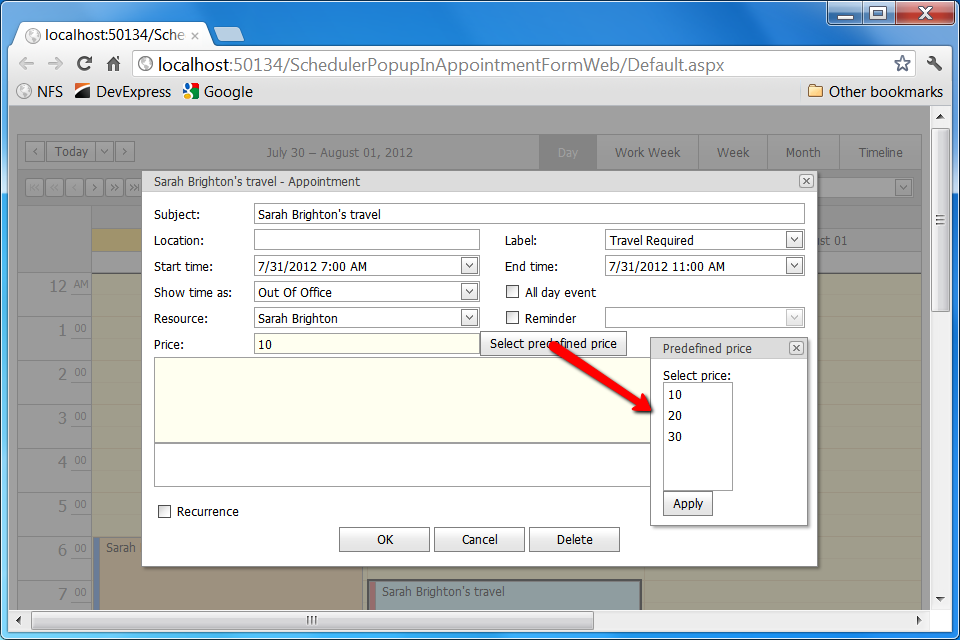 localhost:50134/Sche
localhost:50134/SchedulerPopupInAppointmentFormWeb/Default.aspx
NFS DevExpress Google Other bookmarks
Today July 30 – August 01, 2012 Day Work Week Week Month Timeline
Sarah Brighton's travel - Appointment
Subject: Sarah Brighton's travel
Location: Label: Travel Required
st 01
Start time: 7/31/2012 7:00 AM End time: 7/31/2012 11:00 AM
12 AM
Show time as: Out Of Office All day event
Resource: Sarah Brighton Reminder
1 00
Price: 10 Select predefined price
Predefined price
2 00
Select price:
10
20
3 00
30
4 00
5 00
Apply
Recurrence
OK Cancel Delete
6 00 Sarah
7 00 Sarah Brighton's travel